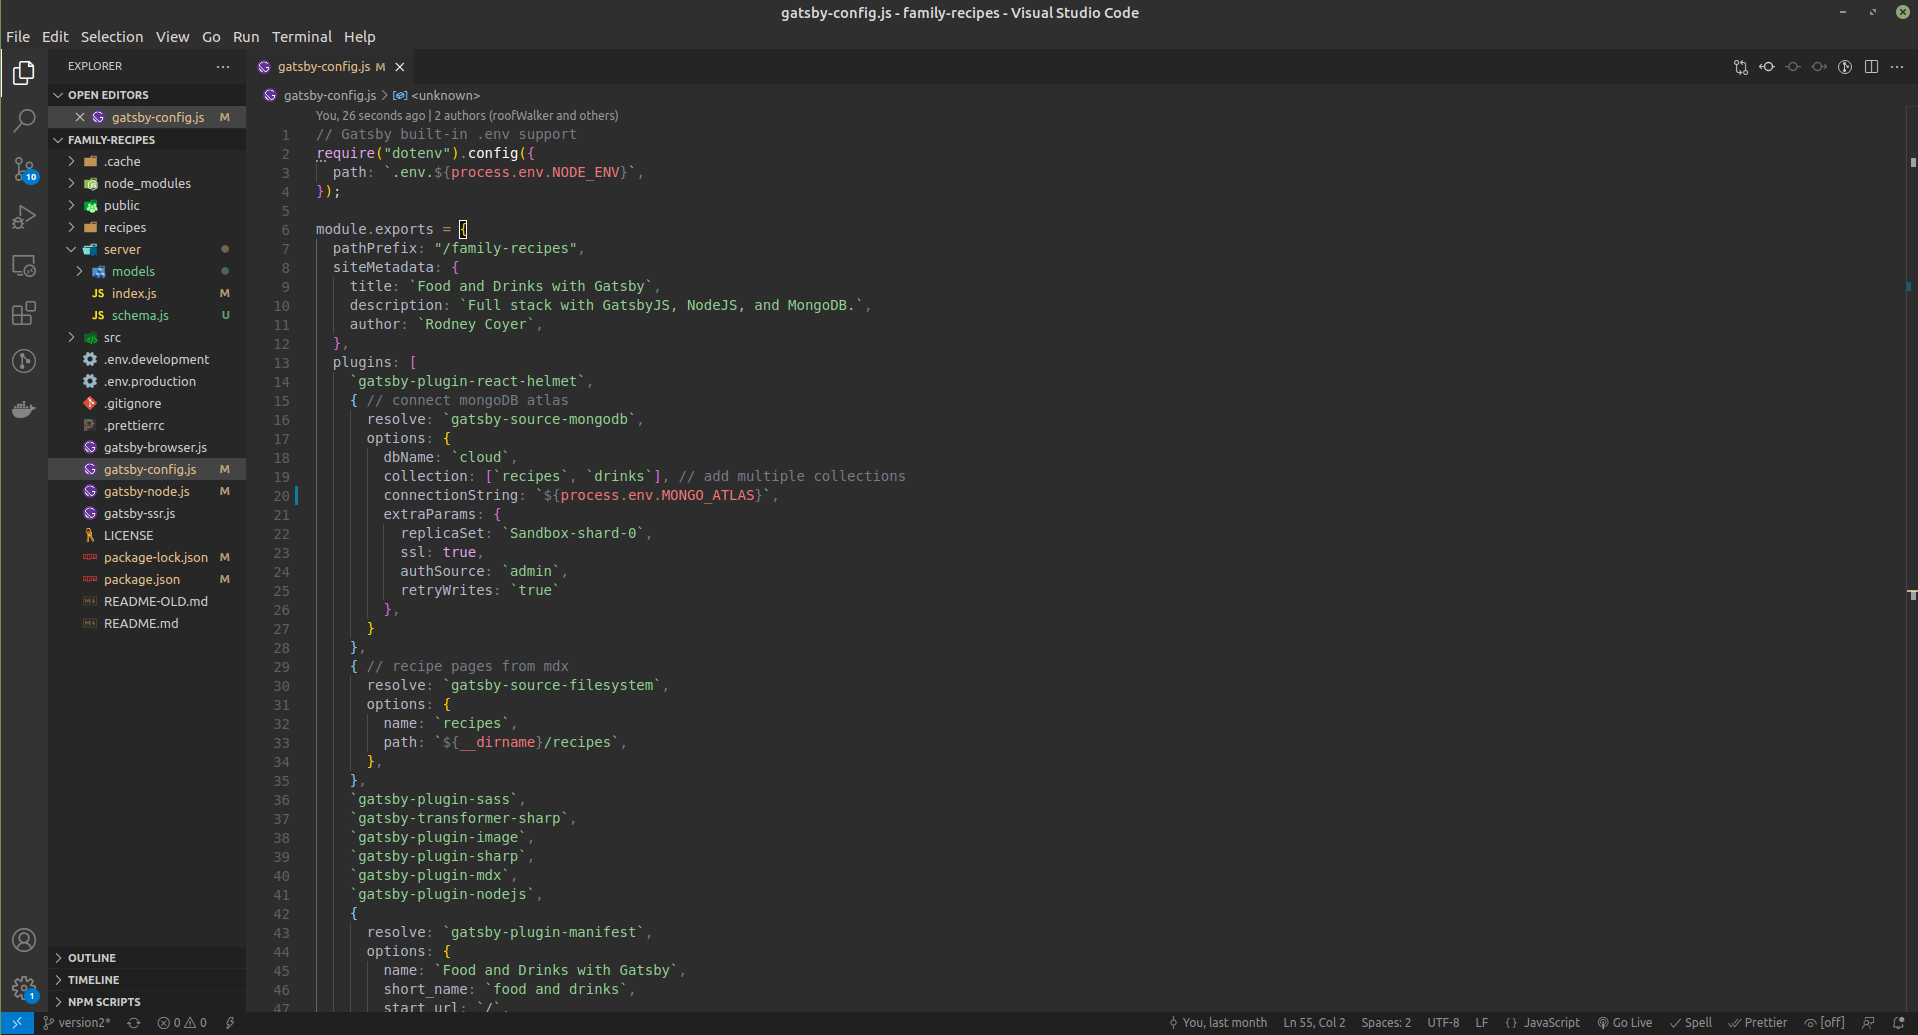 gatsby-config.js - family-recipes - Visual Studio Code
File Edit Selection View Go Run Terminal Help
EXPLORER
OPEN EDITORS
gatsby-config.js M
FAMILY-RECIPES
.cache
node_modules
public
recipes
server
models
index.js M
schema.js U
src
.env.development
.env.production
.gitignore
.prettierrc
gatsby-browser.js
gatsby-config.js M
gatsby-node.js M
gatsby-ssr.js
LICENSE
package-lock.json M
package.json M
README-OLD.md
README.md
OUTLINE
TIMELINE
NPM SCRIPTS
10
1
gatsby-config.js M
gatsby-config.js > <unknown>
You, 26 seconds ago | 2 authors (roofWalker and others)
1 // Gatsby built-in .env support
2 require("dotenv").config({
3 path: `.env.${process.env.NODE_ENV}`,
4 });
5
6 module.exports = {
7 pathPrefix: "/family-recipes",
8 siteMetadata: {
9 title: `Food and Drinks with Gatsby`,
10 description: `Full stack with GatsbyJS, NodeJS, and MongoDB.`,
11 author: `Rodney Coyer`,
12 },
13 plugins: [
14 `gatsby-plugin-react-helmet`,
15 { // connect mongoDB atlas
16 resolve: `gatsby-source-mongodb`,
17 options: {
18 dbName: `cloud`,
19 collection: [`recipes`, `drinks`], // add multiple collections
20 connectionString: `${process.env.MONGO_ATLAS}`,
21 extraParams: {
22 replicaSet: `Sandbox-shard-0`,
23 ssl: true,
24 authSource: `admin`,
25 retryWrites: `true`
26 },
27 }
28 },
29 { // recipe pages from mdx
30 resolve: `gatsby-source-filesystem`,
31 options: {
32 name: `recipes`,
33 path: `${__dirname}/recipes`,
34 },
35 },
36 `gatsby-plugin-sass`,
37 `gatsby-transformer-sharp`,
38 `gatsby-plugin-image`,
39 `gatsby-plugin-sharp`,
40 `gatsby-plugin-mdx`,
41 `gatsby-plugin-nodejs`,
42 {
43 resolve: `gatsby-plugin-manifest`,
44 options: {
45 name: `Food and Drinks with Gatsby`,
46 short_name: `food and drinks`,
47 start_url: `/`,
version2* 0 0 You, last month Ln 55, Col 2 Spaces: 2 UTF-8 LF {} JavaScript Go Live Spell Prettier [off]